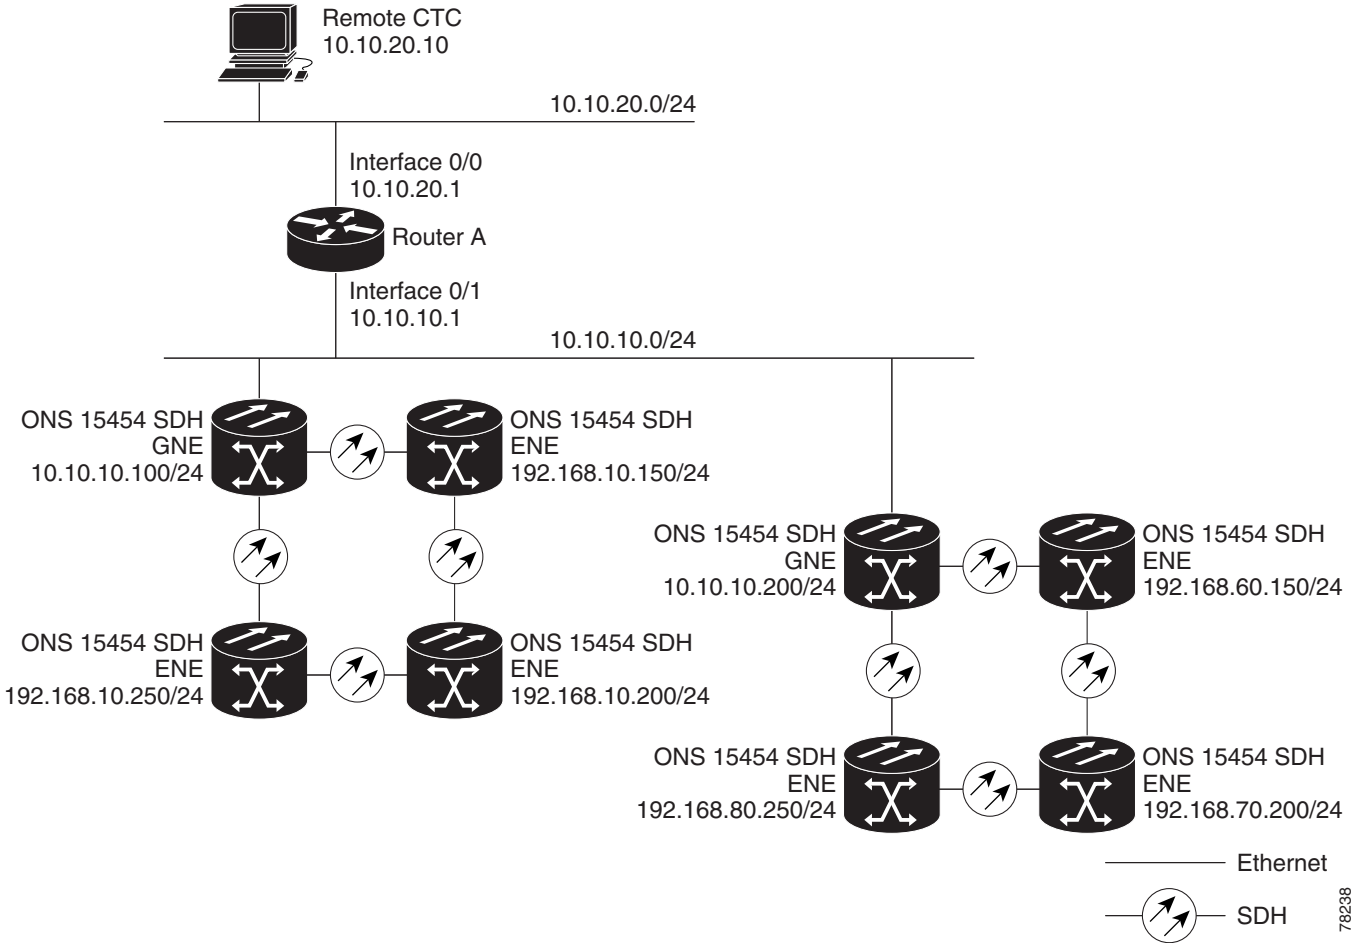 Remote CTC
10.10.20.10
10.10.20.0/24
Interface 0/0
10.10.20.1
Router A
Interface 0/1
10.10.10.1
10.10.10.0/24
ONS 15454 SDH
GNE
10.10.10.100/24
ONS 15454 SDH
ENE
192.168.10.150/24
ONS 15454 SDH
GNE
10.10.10.200/24
ONS 15454 SDH
ENE
192.168.60.150/24
ONS 15454 SDH
ENE
192.168.10.250/24
ONS 15454 SDH
ENE
192.168.10.200/24
ONS 15454 SDH
ENE
192.168.80.250/24
ONS 15454 SDH
ENE
192.168.70.200/24
Ethernet
SDH
78238